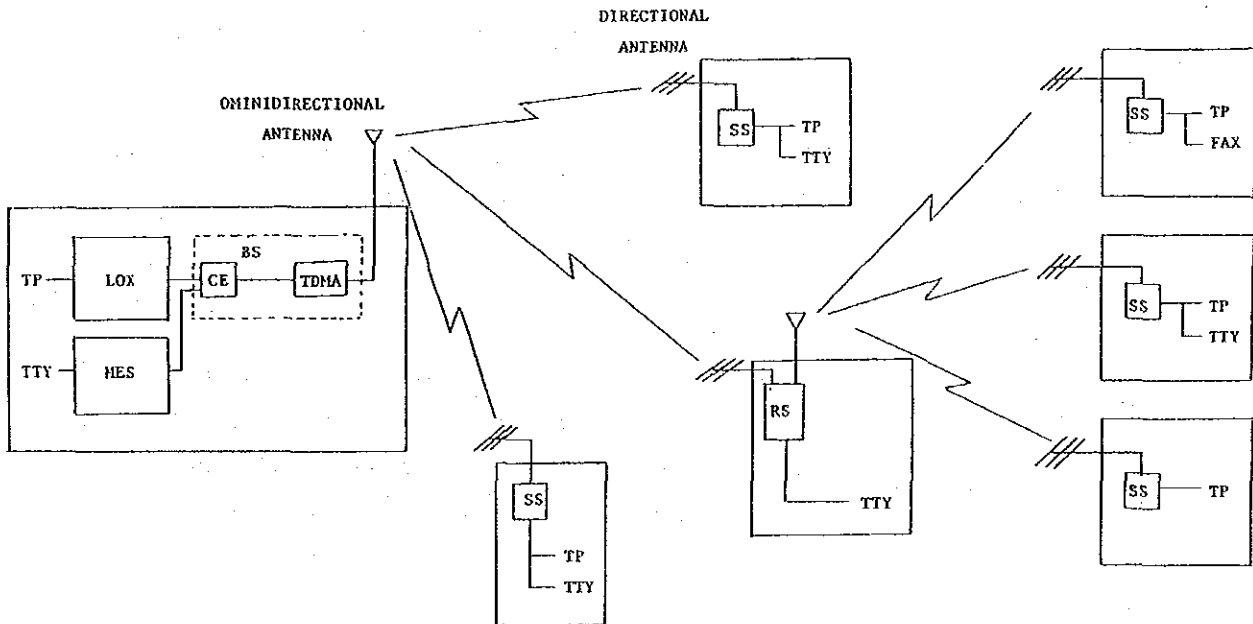 DIRECTIONAL
ANTENNA
OMINIDIRECTIONAL
ANTENNA
SS
TP
TTY
SS
TP
FAX
BS
TP
LOX
CE
TDMA
TTY
MES
SS
TP
TTY
RS
TTY
SS
TP
TTY
SS
TP